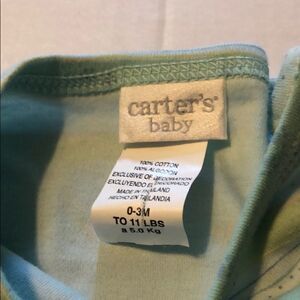 carter's®
baby
100% COTTON
100% ALGODON
EXCLUSIVE OF DECORATION
EXCLUYENDO EL DECORADO
MADE IN THAILAND
HECHO EN TAILANDIA
0-3M
TO 11 LBS
a 5.0 Kg